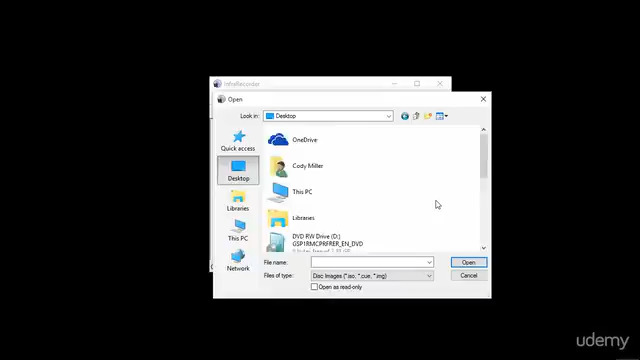 InfraRecorder
Open
Look in:
Desktop
Quick access
Desktop
Libraries
This PC
Network
OneDrive
Cody Miller
This PC
Libraries
DVD RW Drive (D:)
GSP1RMCPRFRER_EN_DVD
File name:
Open
Files of type:
Disc Images (*.iso, *.cue, *.img)
Cancel
Open as read-only
udemy